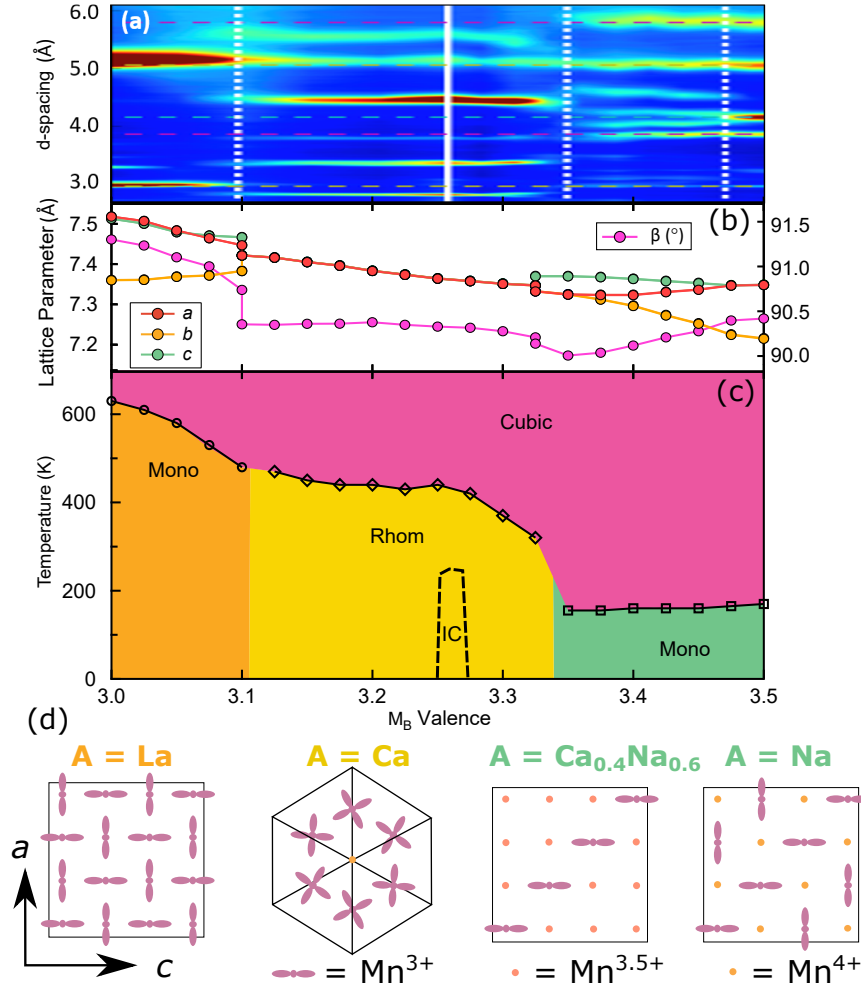 (a)
6.0
5.0
4.0
3.0
d-spacing (Å)
(b)
7.5
7.4
7.3
7.2
Lattice Parameter (Å)
β (°)
91.5
91.0
90.5
90.0
a
b
c
(c)
600
400
200
0
Temperature (K)
Cubic
Mono
Rhom
IC
Mono
3.0 3.1 3.2 3.3 3.4 3.5
M_B Valence
(d)
A = La A = Ca A = Ca₀.₄Na₀.₆ A = Na
a
c
= Mn³⁺ = Mn³·⁵⁺ = Mn⁴⁺